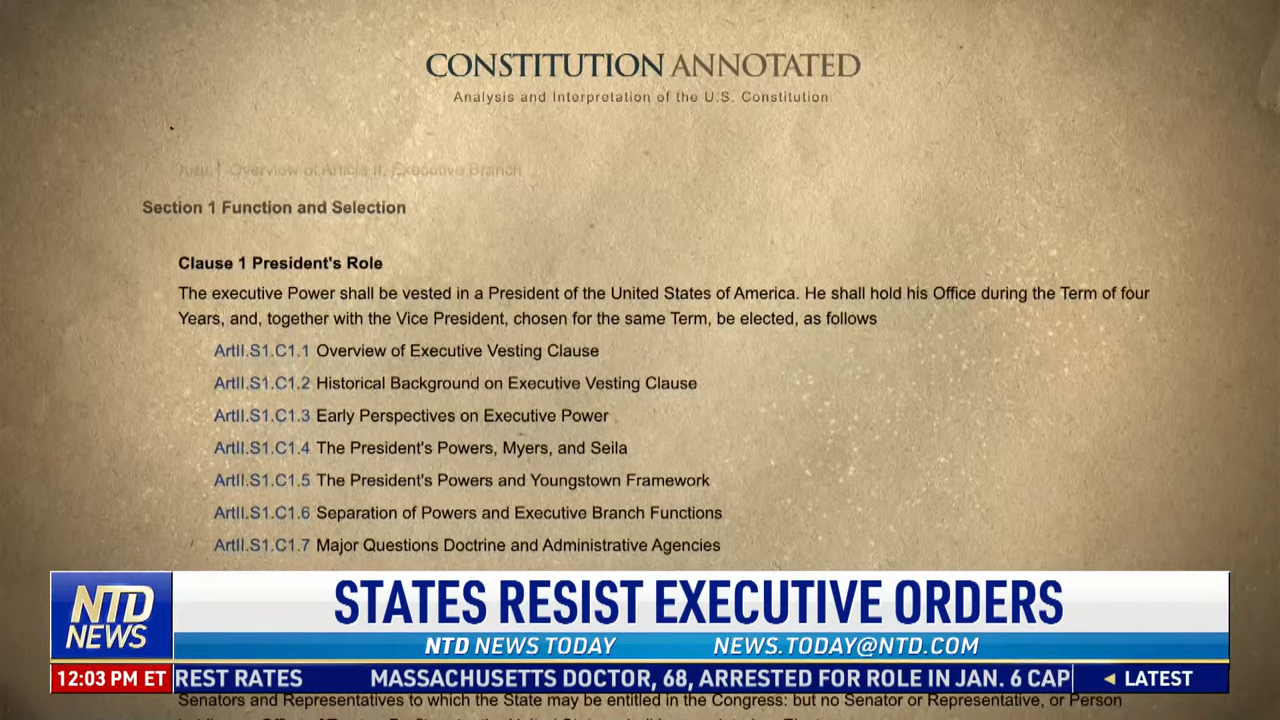 CONSTITUTION ANNOTATED
Analysis and Interpretation of the U.S. Constitution
ArtII.1 Overview of Article II, Executive Branch
Section 1 Function and Selection
Clause 1 President's Role
The executive Power shall be vested in a President of the United States of America. He shall hold his Office during the Term of four
Years, and, together with the Vice President, chosen for the same Term, be elected, as follows
ArtII.S1.C1.1 Overview of Executive Vesting Clause
ArtII.S1.C1.2 Historical Background on Executive Vesting Clause
ArtII.S1.C1.3 Early Perspectives on Executive Power
ArtII.S1.C1.4 The President's Powers, Myers, and Seila
ArtII.S1.C1.5 The President's Powers and Youngstown Framework
ArtII.S1.C1.6 Separation of Powers and Executive Branch Functions
ArtII.S1.C1.7 Major Questions Doctrine and Administrative Agencies
NTD
NEWS
STATES RESIST EXECUTIVE ORDERS
NTD NEWS TODAY NEWS.TODAY@NTD.COM
12:03 PM ET REST RATES MASSACHUSETTS DOCTOR, 68, ARRESTED FOR ROLE IN JAN. 6 CAP LATEST
Senators and Representatives to which the State may be entitled in the Congress: but no Senator or Representative, or Person